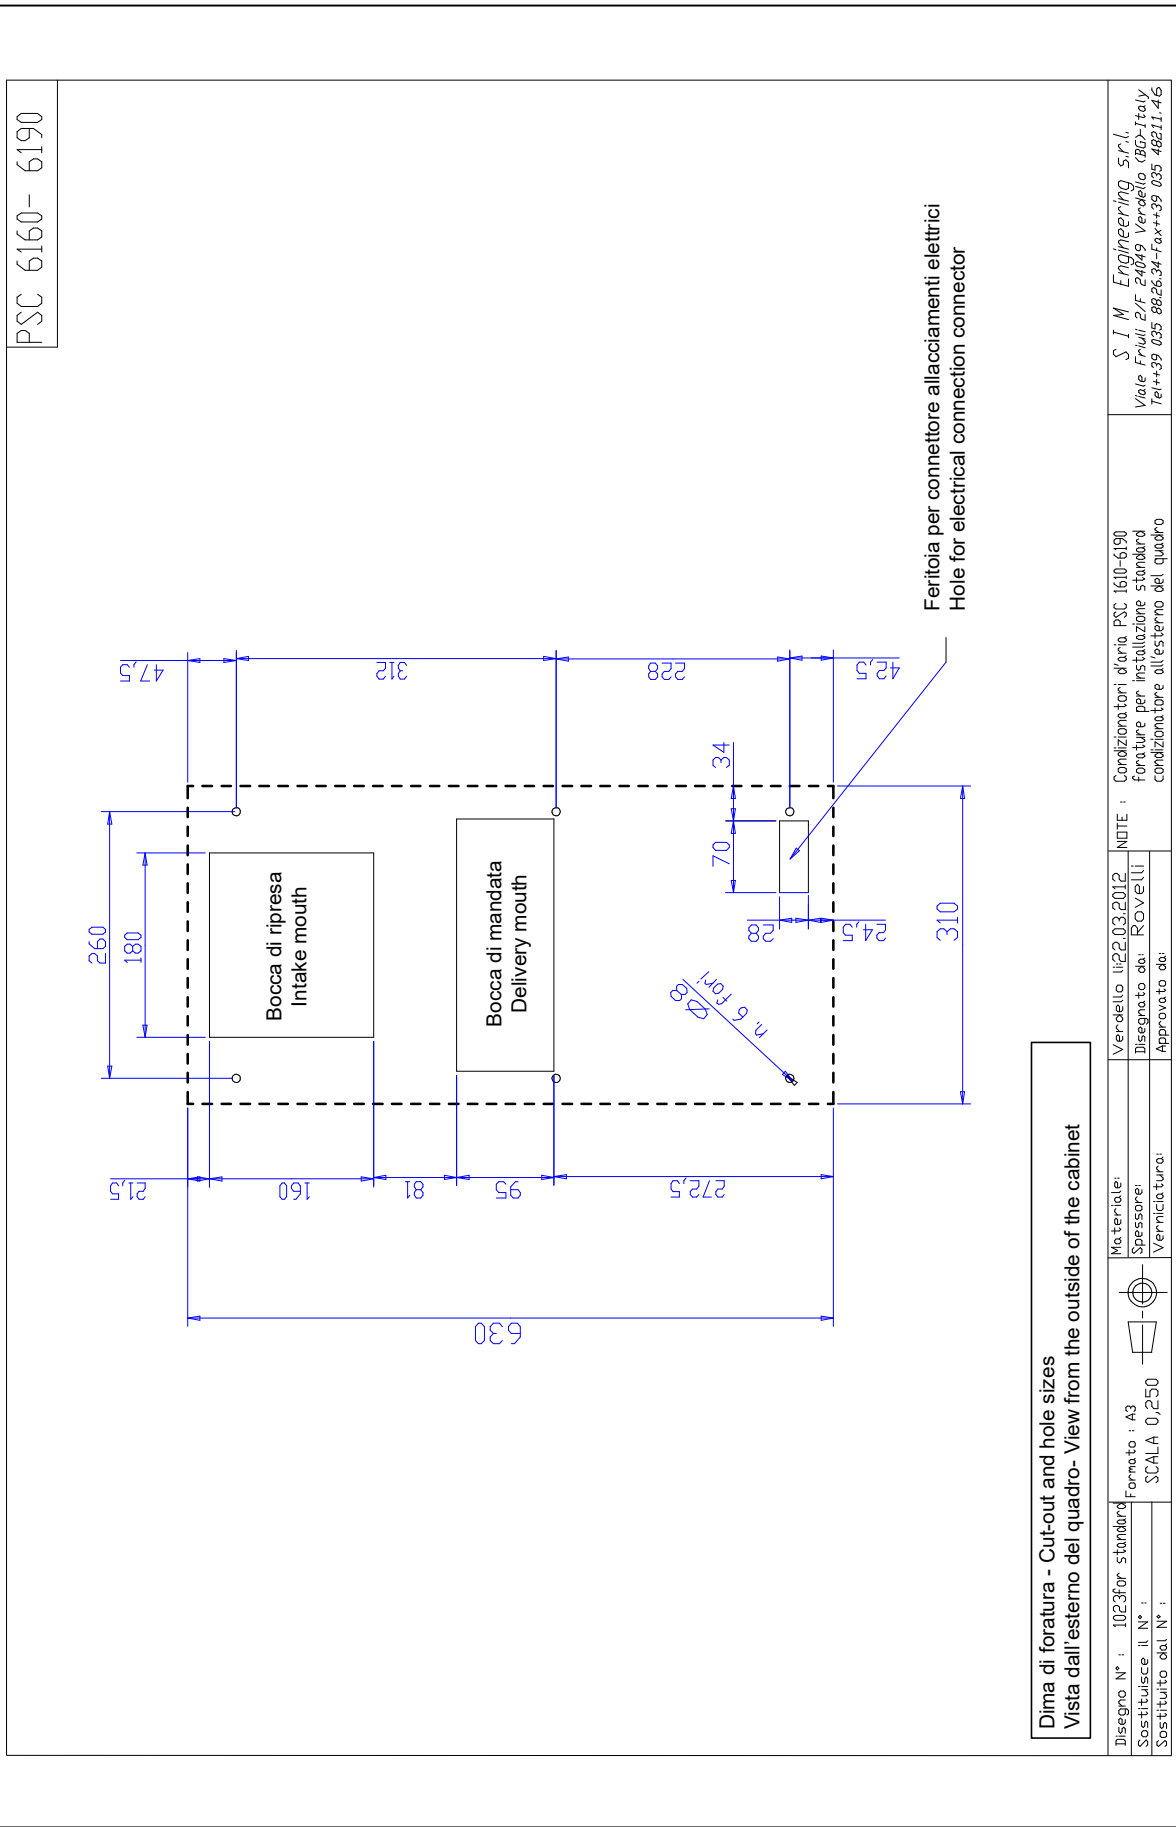 PSC 6160- 6190
47,5
312
228
42,5
260
180
34
70
28
24,5
310
Bocca di ripresa
Intake mouth
Bocca di mandata
Delivery mouth
Ø8
n. 6 fori
21,5
160
81
95
272,5
630
Feritoia per connettore allacciamenti elettrici
Hole for electrical connection connector
Dima di foratura - Cut-out and hole sizes
Vista dall'esterno del quadro- View from the outside of the cabinet
Disegno N° : 1023for standard
Sostituisce il N° :
Sostituito dal N° :
Formato : A3
SCALA 0,250
Materiale:
Spessore:
Verniciatura:
Verdello li:22.03.2012
Disegnato da: Rovelli
Approvato da:
NOTE : Condizionatori d'aria PSC 1610-6190
forature per installazione standard
condizionatore all'esterno del quadro
S I M Engineering s.r.l.
Viale Friuli 2/F 24049 Verdello (BG)-Italy
Tel++39 035 88.26.34-Fax++39 035 48211.46